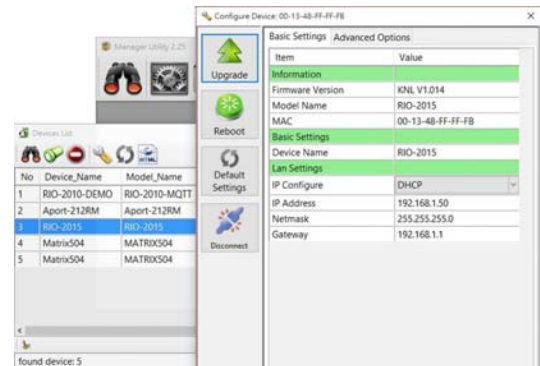 Manager Utility 2.25
Devices List
No Device_Name Model_Name
1 RIO-2010-DEMO RIO-2010-MQTT
2 Aport-212RM Aport-212RM
3 RIO-2015 RIO-2015
4 Matrix504 MATRIX504
5 Matrix504 MATRIX504
found device: 5
Configure Device: 00-13-48-FF-FF-FB
Upgrade
Reboot
Default
Settings
Disconnect
Basic Settings Advanced Options
Item Value
Information
Firmware Version KNL V1.014
Model Name RIO-2015
MAC 00-13-48-FF-FF-FB
Basic Settings
Device Name RIO-2015
Lan Settings
IP Configure DHCP
IP Address 192.168.1.50
Netmask 255.255.255.0
Gateway 192.168.1.1